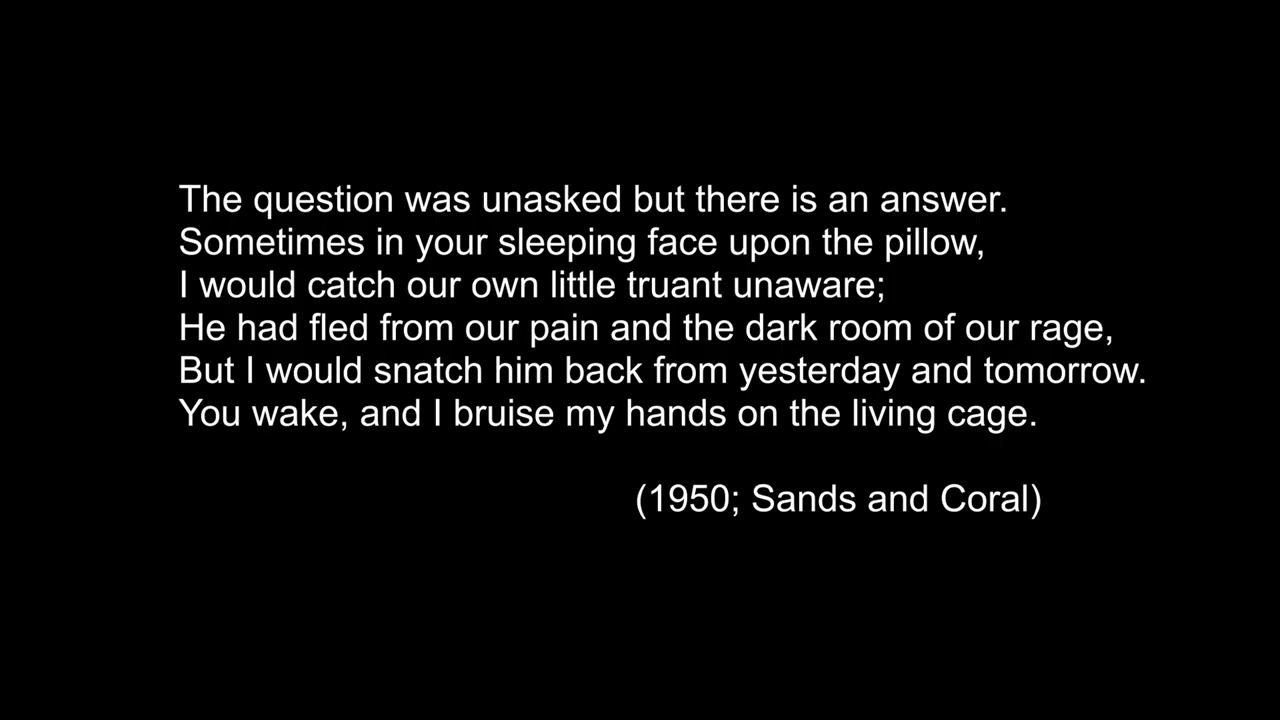 The question was unasked but there is an answer.
Sometimes in your sleeping face upon the pillow,
I would catch our own little truant unaware;
He had fled from our pain and the dark room of our rage,
But I would snatch him back from yesterday and tomorrow.
You wake, and I bruise my hands on the living cage.
(1950; Sands and Coral)